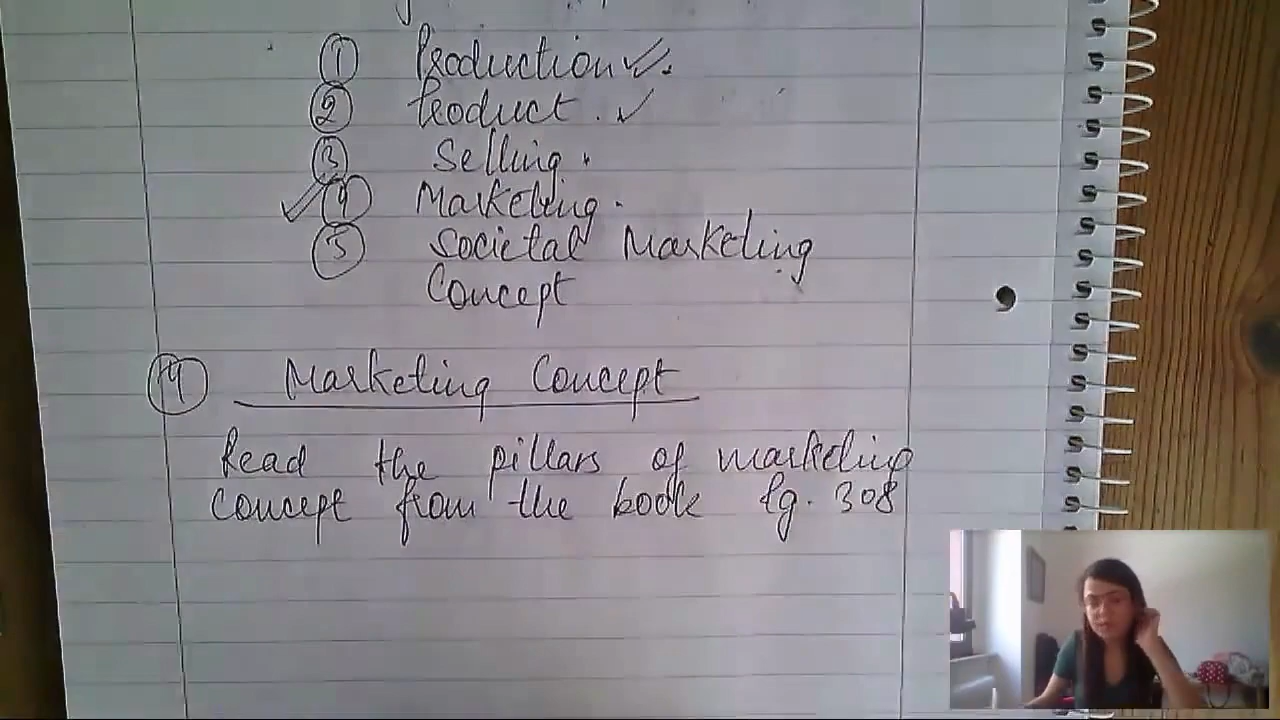 ① Production
② Product.
③ Selling.
④ Marketing.
⑤ Societal Marketing
Concept
④ Marketing Concept
Read the pillars of marketing
concept from the book Pg. 308